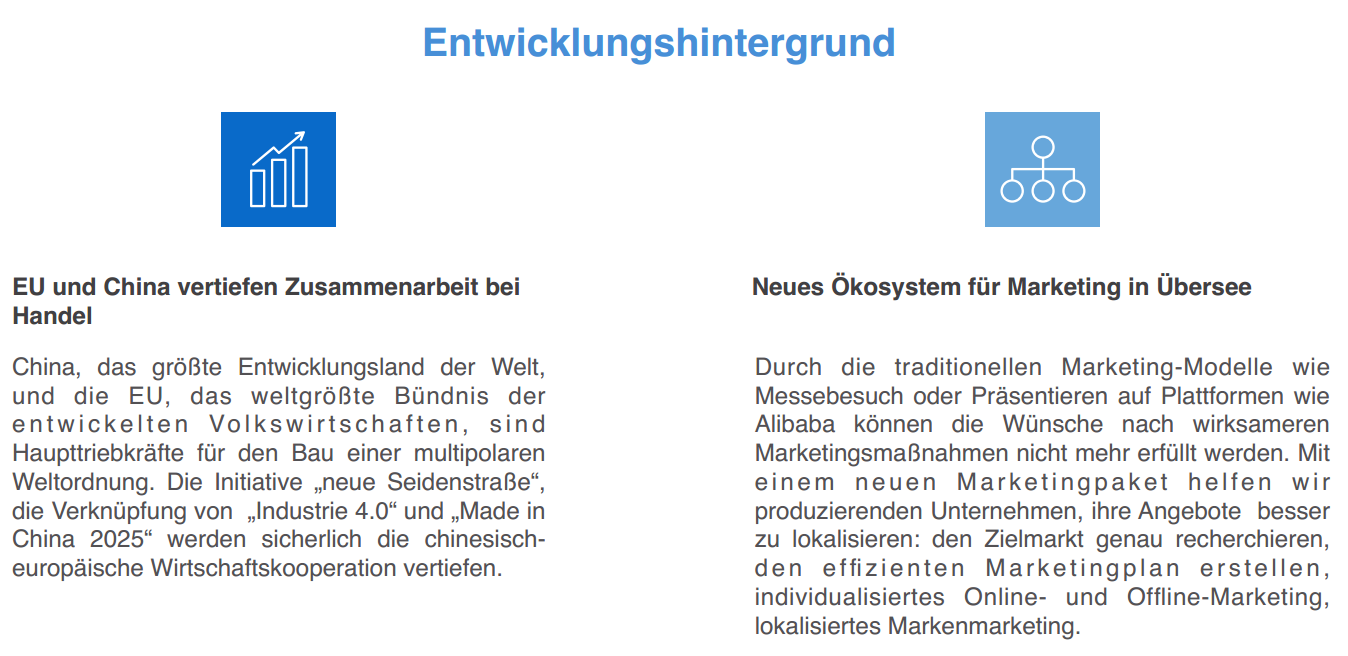 Entwicklungshintergrund
EU und China vertiefen Zusammenarbeit bei
Handel
China, das größte Entwicklungsland der Welt,
und die EU, das weltgrößte Bündnis der
entwickelten Volkswirtschaften, sind
Haupttriebkräfte für den Bau einer multipolaren
Weltordnung. Die Initiative „neue Seidenstraße“,
die Verknüpfung von „Industrie 4.0“ und „Made in
China 2025“ werden sicherlich die chinesisch-
europäische Wirtschaftskooperation vertiefen.
Neues Ökosystem für Marketing in Übersee
Durch die traditionellen Marketing-Modelle wie
Messebesuch oder Präsentieren auf Plattformen wie
Alibaba können die Wünsche nach wirksameren
Marketingsmaßnahmen nicht mehr erfüllt werden. Mit
einem neuen Marketingpaket helfen wir
produzierenden Unternehmen, ihre Angebote besser
zu lokalisieren: den Zielmarkt genau recherchieren,
den effizienten Marketingplan erstellen,
individualisiertes Online- und Offline-Marketing,
lokalisiertes Markenmarketing.